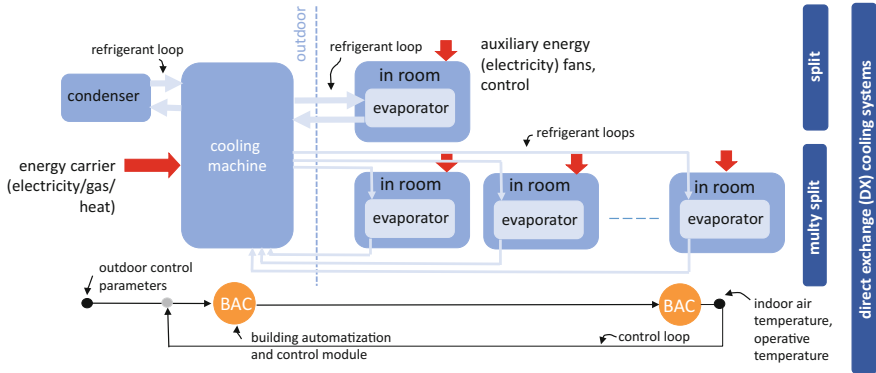 refrigerant loop
outdoor
refrigerant loop
auxiliary energy
(electricity) fans,
control
split
direct exchange (DX) cooling systems
condenser
in room
evaporator
cooling
machine
refrigerant loops
energy carrier
(electricity/gas/
heat)
in room
evaporator
in room
evaporator
in room
evaporator
multy split
outdoor control
parameters
BAC
BAC
building automatization
and control module
control loop
indoor air
temperature,
operative
temperature